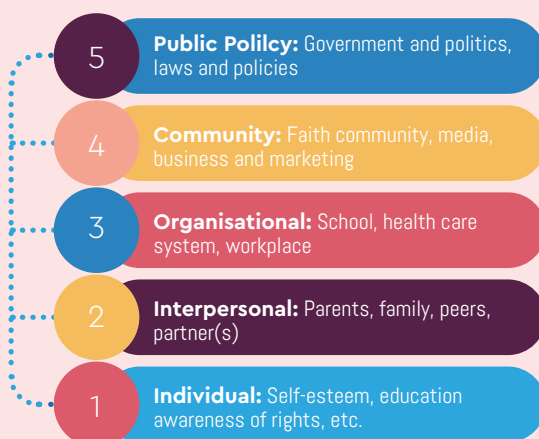 5
Public Polilcy: Government and politics,
laws and policies
4
Community: Faith community, media,
business and marketing
3
Organisational: School, health care
system, workplace
2
Interpersonal: Parents, family, peers,
partner(s)
1
Individual: Self-esteem, education
awareness of rights, etc.